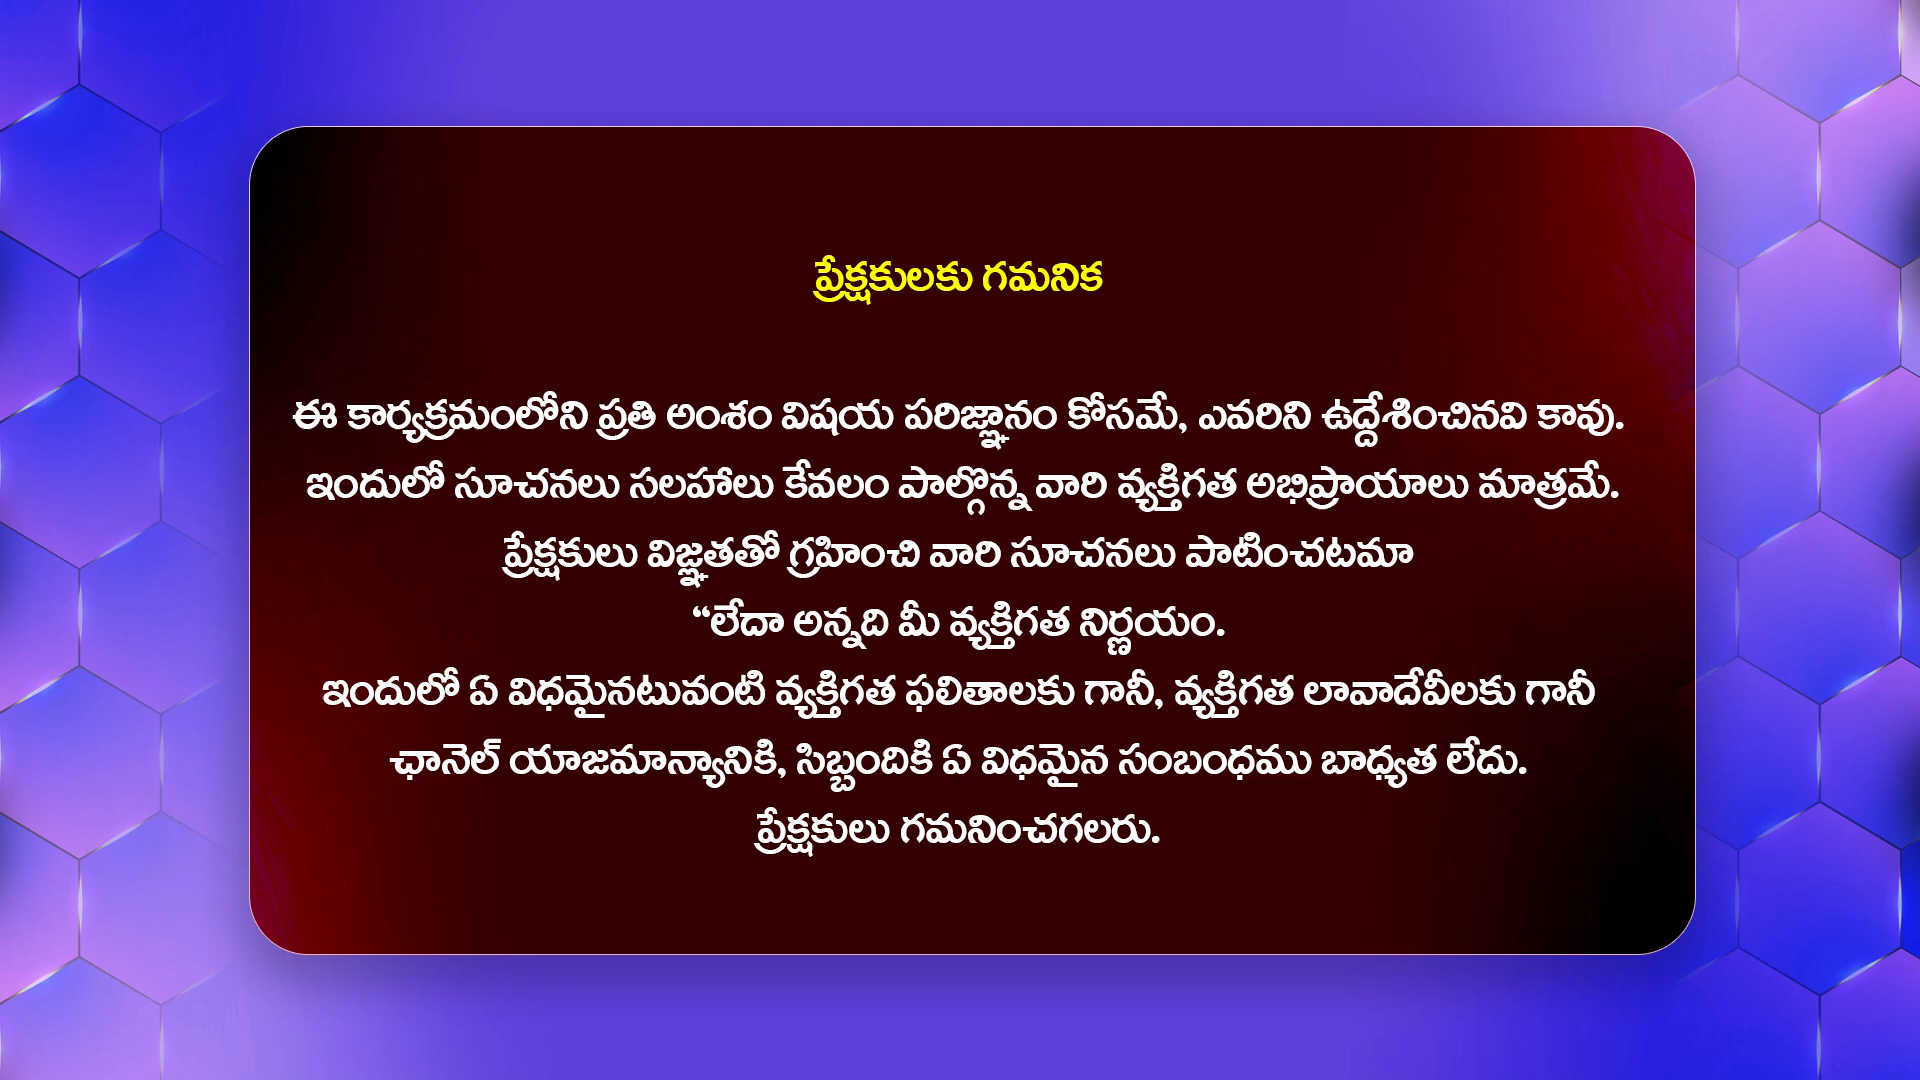 ప్రేక్షకులకు గమనిక
ఈ కార్యక్రమంలోని ప్రతి అంశం విషయ పరిజ్ఞానం కోసమే, ఎవరిని ఉద్దేశించినవి కావు.
ఇందులో సూచనలు సలహాలు కేవలం పాల్గొన్న వారి వ్యక్తిగత అభిప్రాయాలు మాత్రమే.
ప్రేక్షకులు విజ్ఞతతో గ్రహించి వారి సూచనలు పాటించటమా
“లేదా అన్నది మీ వ్యక్తిగత నిర్ణయం.
ఇందులో ఏ విధమైనటువంటి వ్యక్తిగత ఫలితాలకు గానీ, వ్యక్తిగత లావాదేవీలకు గానీ
ఛానెల్ యాజమాన్యానికి, సిబ్బందికి ఏ విధమైన సంబంధము బాధ్యత లేదు.
ప్రేక్షకులు గమనించగలరు.